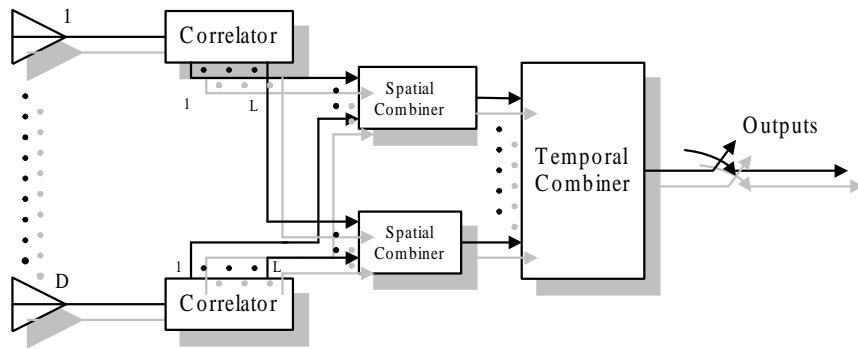 1
Correlator
1
L
Spatial
Combiner
Temporal
Combiner
Outputs
Spatial
Combiner
D
1
L
Correlator